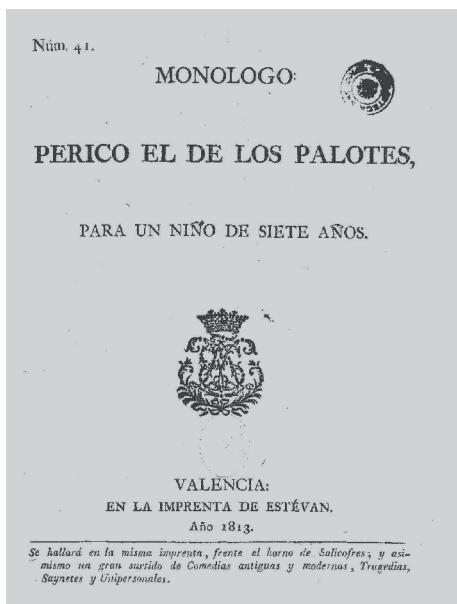 Núm. 41.
MONOLOGO:
PERICO EL DE LOS PALOTES,
PARA UN NIÑO DE SIETE AÑOS.
VALENCIA:
EN LA IMPRENTA DE ESTÉVAN.
Año 1813.
Se hallará en la misma imprenta, frente el horno de Salicofres; y asi-
mismo un gran surtido de Comedias antiguas y modernas, Tragedias,
Saynetes y Unipersonales.